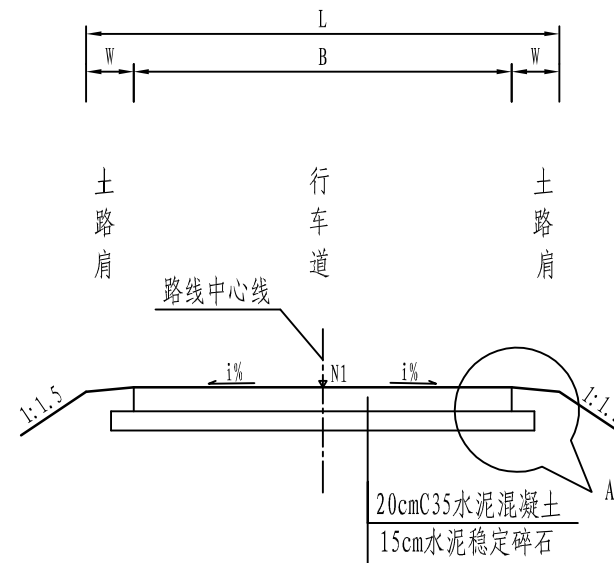 L
W B W
土路肩 行车道 土路肩
路线中心线
i% N1 i%
1:1.5 1:1.
A
20cmC35水泥混凝土
15cm水泥稳定碎石